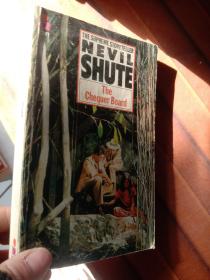 THE SUPREME STORYTELLER
NEVIL
SHUTE
The
Chequer Board